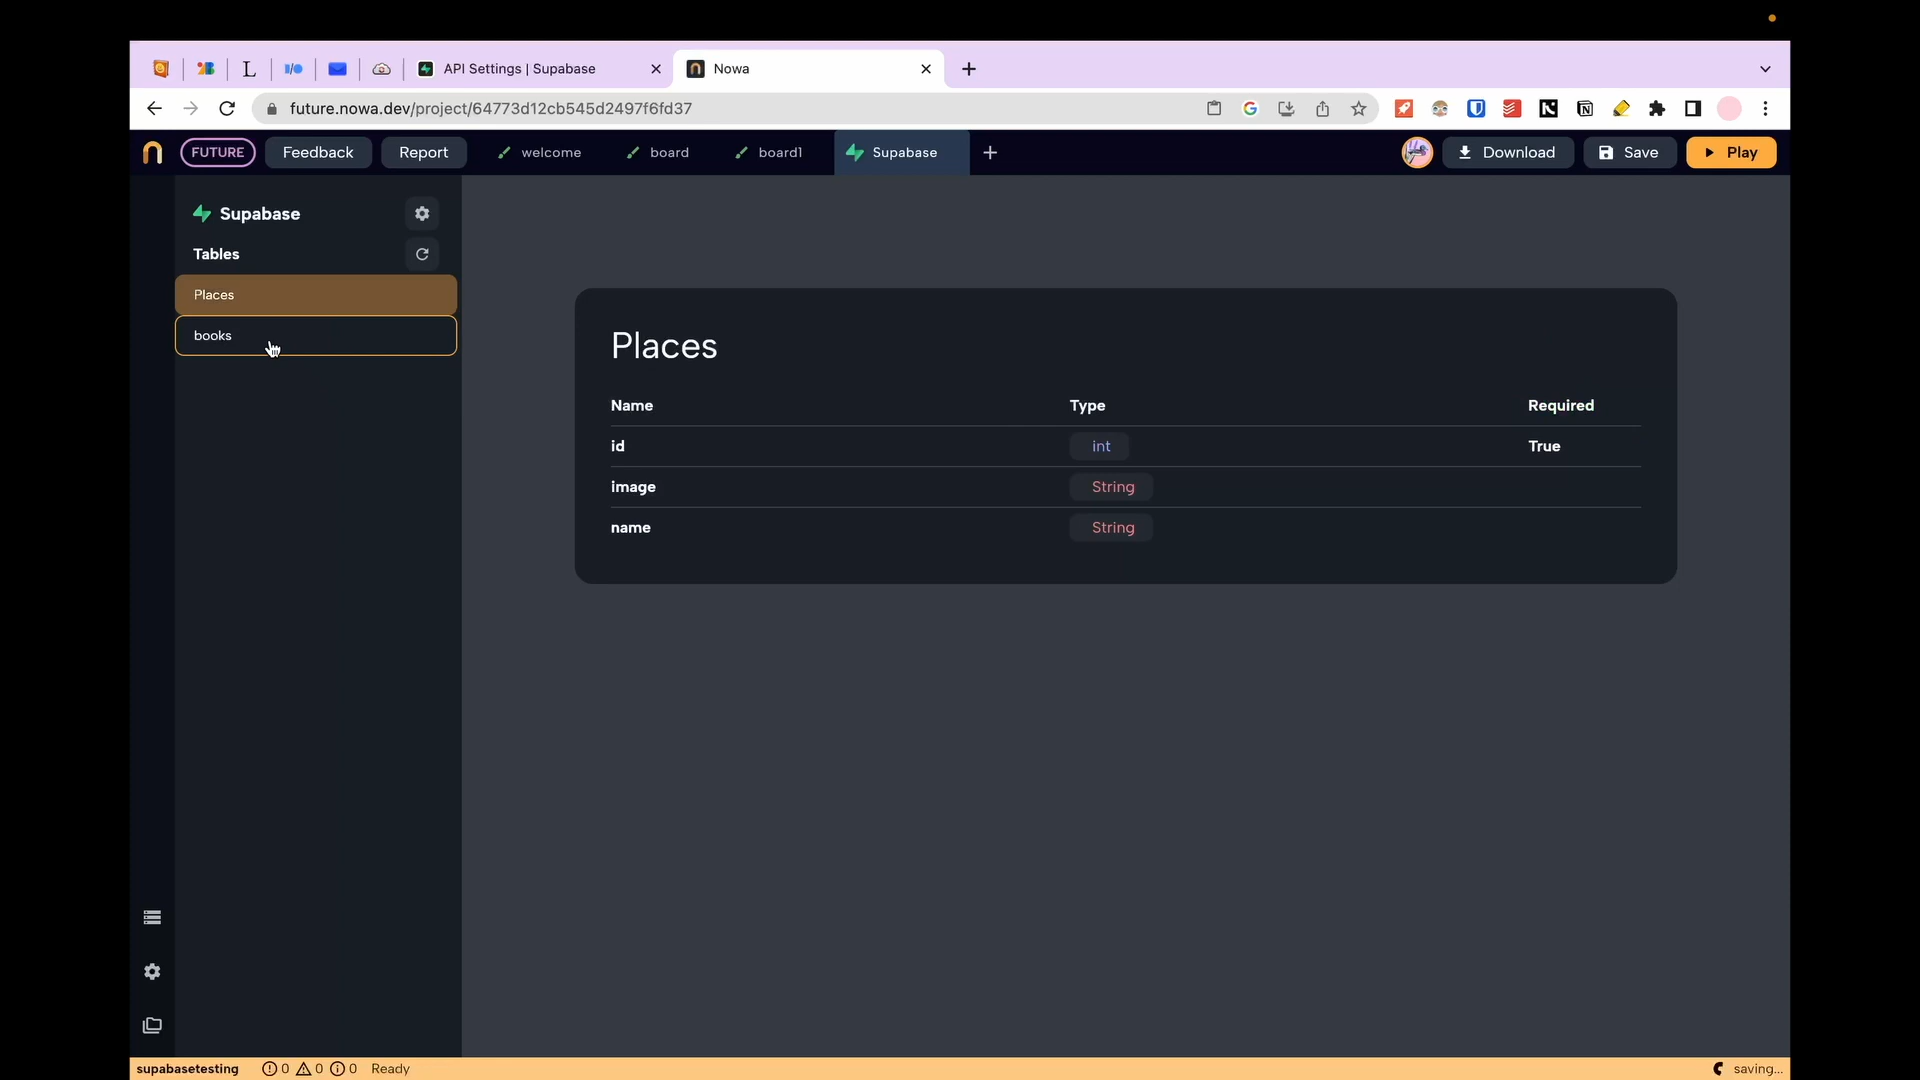 API Settings | Supabase
Nowa
future.nowa.dev/project/64773d12cb545d2497f6fd37
FUTURE
Feedback
Report
welcome
board
board1
Supabase
Download
Save
Play
Supabase
Tables
Places
books
Places
Name Type Required
id int True
image String
name String
supabasetesting 0 0 0 Ready
saving...